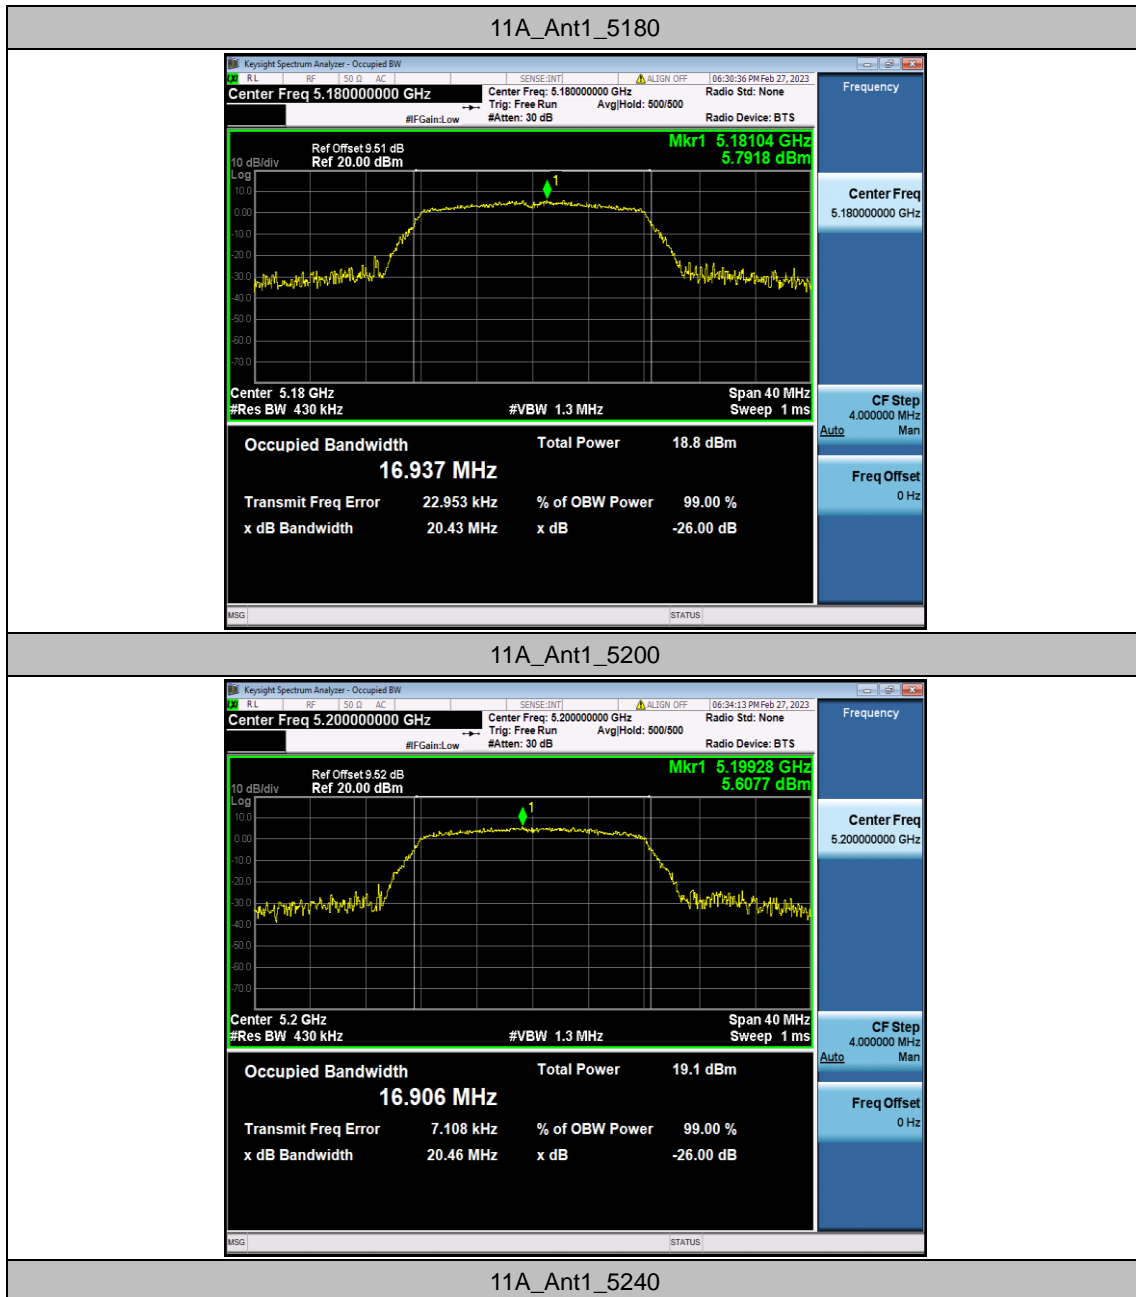 11A_Ant1_5180
Keysight Spectrum Analyzer - Occupied BW
RL RF 50 Ω AC SENSE:INT ALIGN OFF 06:30:36 PM Feb 27, 2023
Center Freq 5.180000000 GHz Center Freq: 5.180000000 GHz Radio Std: None
Trig: Free Run Avg|Hold: 500/500
#IFGain:Low #Atten: 30 dB Radio Device: BTS
Frequency
Mkr1 5.18104 GHz
5.7918 dBm
Ref Offset 9.51 dB
10 dB/div Ref 20.00 dBm
Log
10.0
0.00
-10.0
-20.0
-30.0
-40.0
-50.0
-60.0
-70.0
1
Center Freq
5.180000000 GHz
Center 5.18 GHz Span 40 MHz
#Res BW 430 kHz #VBW 1.3 MHz Sweep 1 ms
CF Step
4.000000 MHz
Auto Man
Occupied Bandwidth Total Power 18.8 dBm
16.937 MHz
Transmit Freq Error 22.953 kHz % of OBW Power 99.00 %
x dB Bandwidth 20.43 MHz x dB -26.00 dB
Freq Offset
0 Hz
MSG STATUS
11A_Ant1_5200
Keysight Spectrum Analyzer - Occupied BW
RL RF 50 Ω AC SENSE:INT ALIGN OFF 06:34:13 PM Feb 27, 2023
Center Freq 5.200000000 GHz Center Freq: 5.200000000 GHz Radio Std: None
Trig: Free Run Avg|Hold: 500/500
#IFGain:Low #Atten: 30 dB Radio Device: BTS
Frequency
Mkr1 5.19928 GHz
5.6077 dBm
Ref Offset 9.52 dB
10 dB/div Ref 20.00 dBm
Log
10.0
0.00
-10.0
-20.0
-30.0
-40.0
-50.0
-60.0
-70.0
1
Center Freq
5.200000000 GHz
Center 5.2 GHz Span 40 MHz
#Res BW 430 kHz #VBW 1.3 MHz Sweep 1 ms
CF Step
4.000000 MHz
Auto Man
Occupied Bandwidth Total Power 19.1 dBm
16.906 MHz
Transmit Freq Error 7.108 kHz % of OBW Power 99.00 %
x dB Bandwidth 20.46 MHz x dB -26.00 dB
Freq Offset
0 Hz
MSG STATUS
11A_Ant1_5240